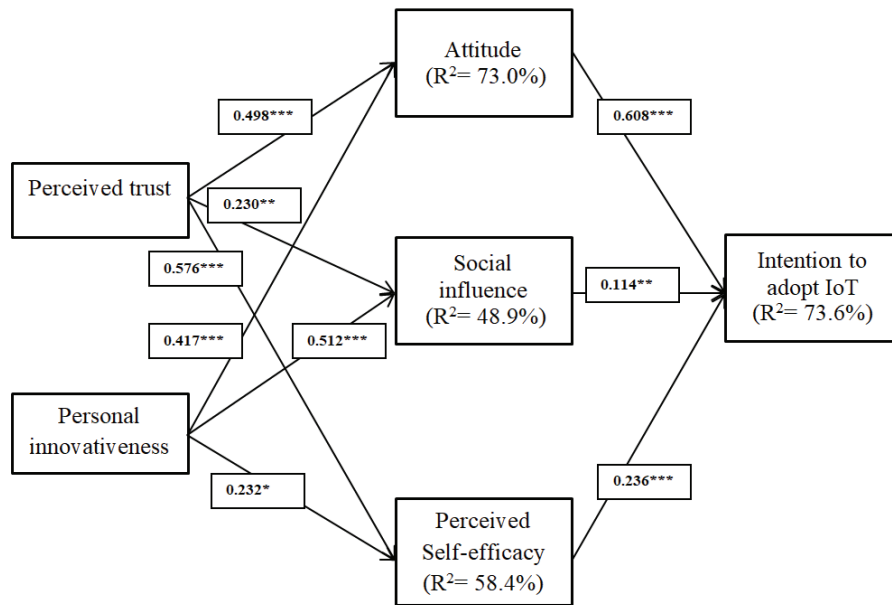 Attitude
(R²= 73.0%)
0.498***
0.608***
Perceived trust
0.230**
0.576***
Social
influence
(R²= 48.9%)
0.114**
Intention to
adopt IoT
(R²= 73.6%)
0.417***
0.512***
Personal
innovativeness
0.232*
0.236***
Perceived
Self-efficacy
(R²= 58.4%)